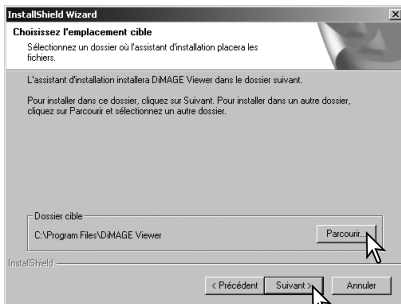 InstallShield Wizard
Choisissez l'emplacement cible
Sélectionnez un dossier où l'assistant d'installation placera les
fichiers.
L'assistant d'installation installera DiMAGE Viewer dans le dossier suivant.
Pour installer dans ce dossier, cliquez sur Suivant. Pour installer dans un autre dossier,
cliquez sur Parcourir et sélectionnez un autre dossier.
Dossier cible
C:\Program Files\DiMAGE Viewer
Parcourir...
InstallShield
< Précédent
Suivant >
Annuler